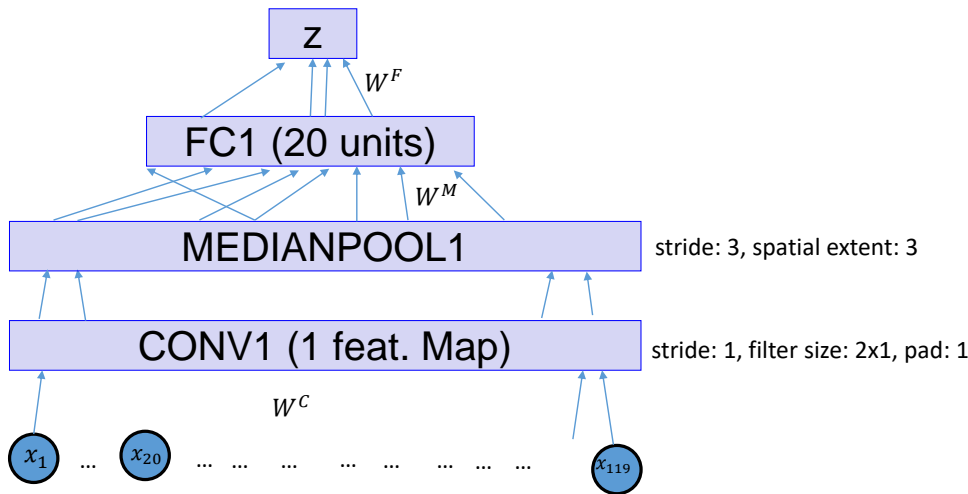 z
W^F
FC1 (20 units)
W^M
MEDIANPOOL1
stride: 3, spatial extent: 3
CONV1 (1 feat. Map)
stride: 1, filter size: 2x1, pad: 1
W^C
x_1 ... x_20 ... ... ... ... ... ... ... ... x_119